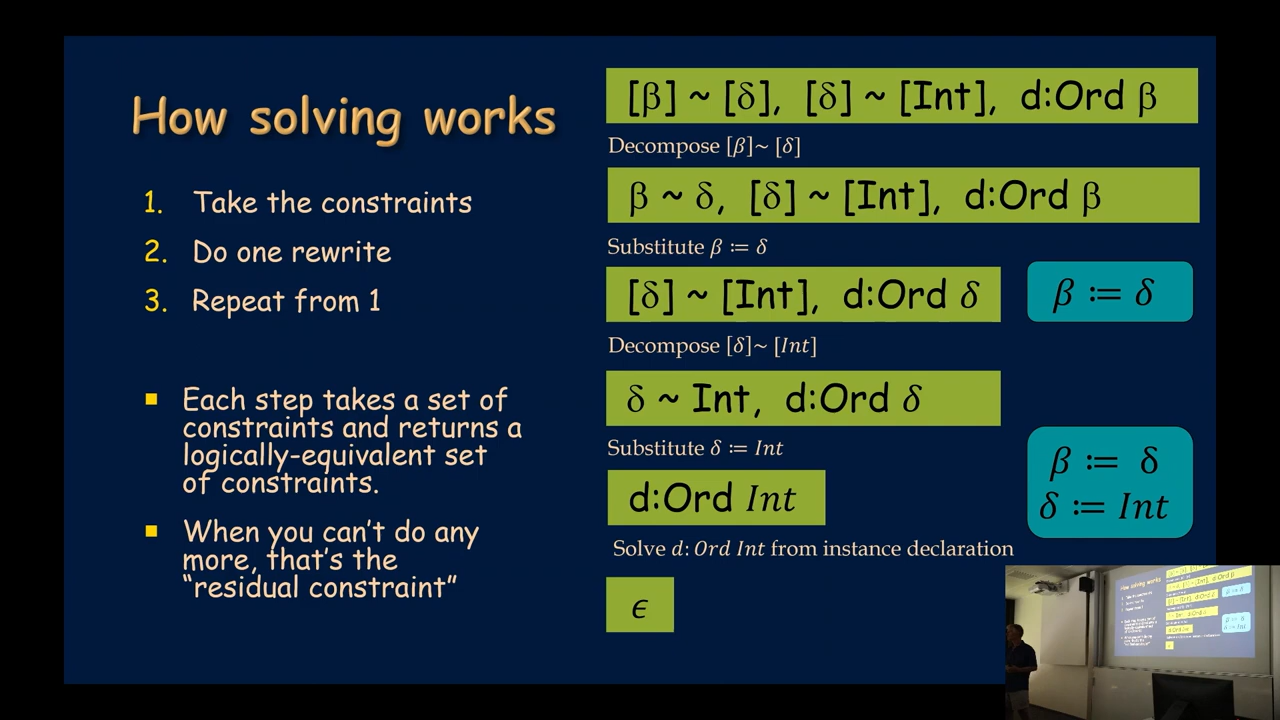 How solving works
1. Take the constraints
2. Do one rewrite
3. Repeat from 1
Each step takes a set of
constraints and returns a
logically-equivalent set
of constraints.
When you can't do any
more, that's the
“residual constraint”
[β] ~ [δ], [δ] ~ [Int], d:Ord β
Decompose [β]~ [δ]
β ~ δ, [δ] ~ [Int], d:Ord β
Substitute β ≔ δ
[δ] ~ [Int], d:Ord δ
β ≔ δ
Decompose [δ]~ [Int]
δ ~ Int, d:Ord δ
Substitute δ ≔ Int
d:Ord Int
β ≔ δ
δ ≔ Int
Solve d: Ord Int from instance declaration
ϵ
How solving works